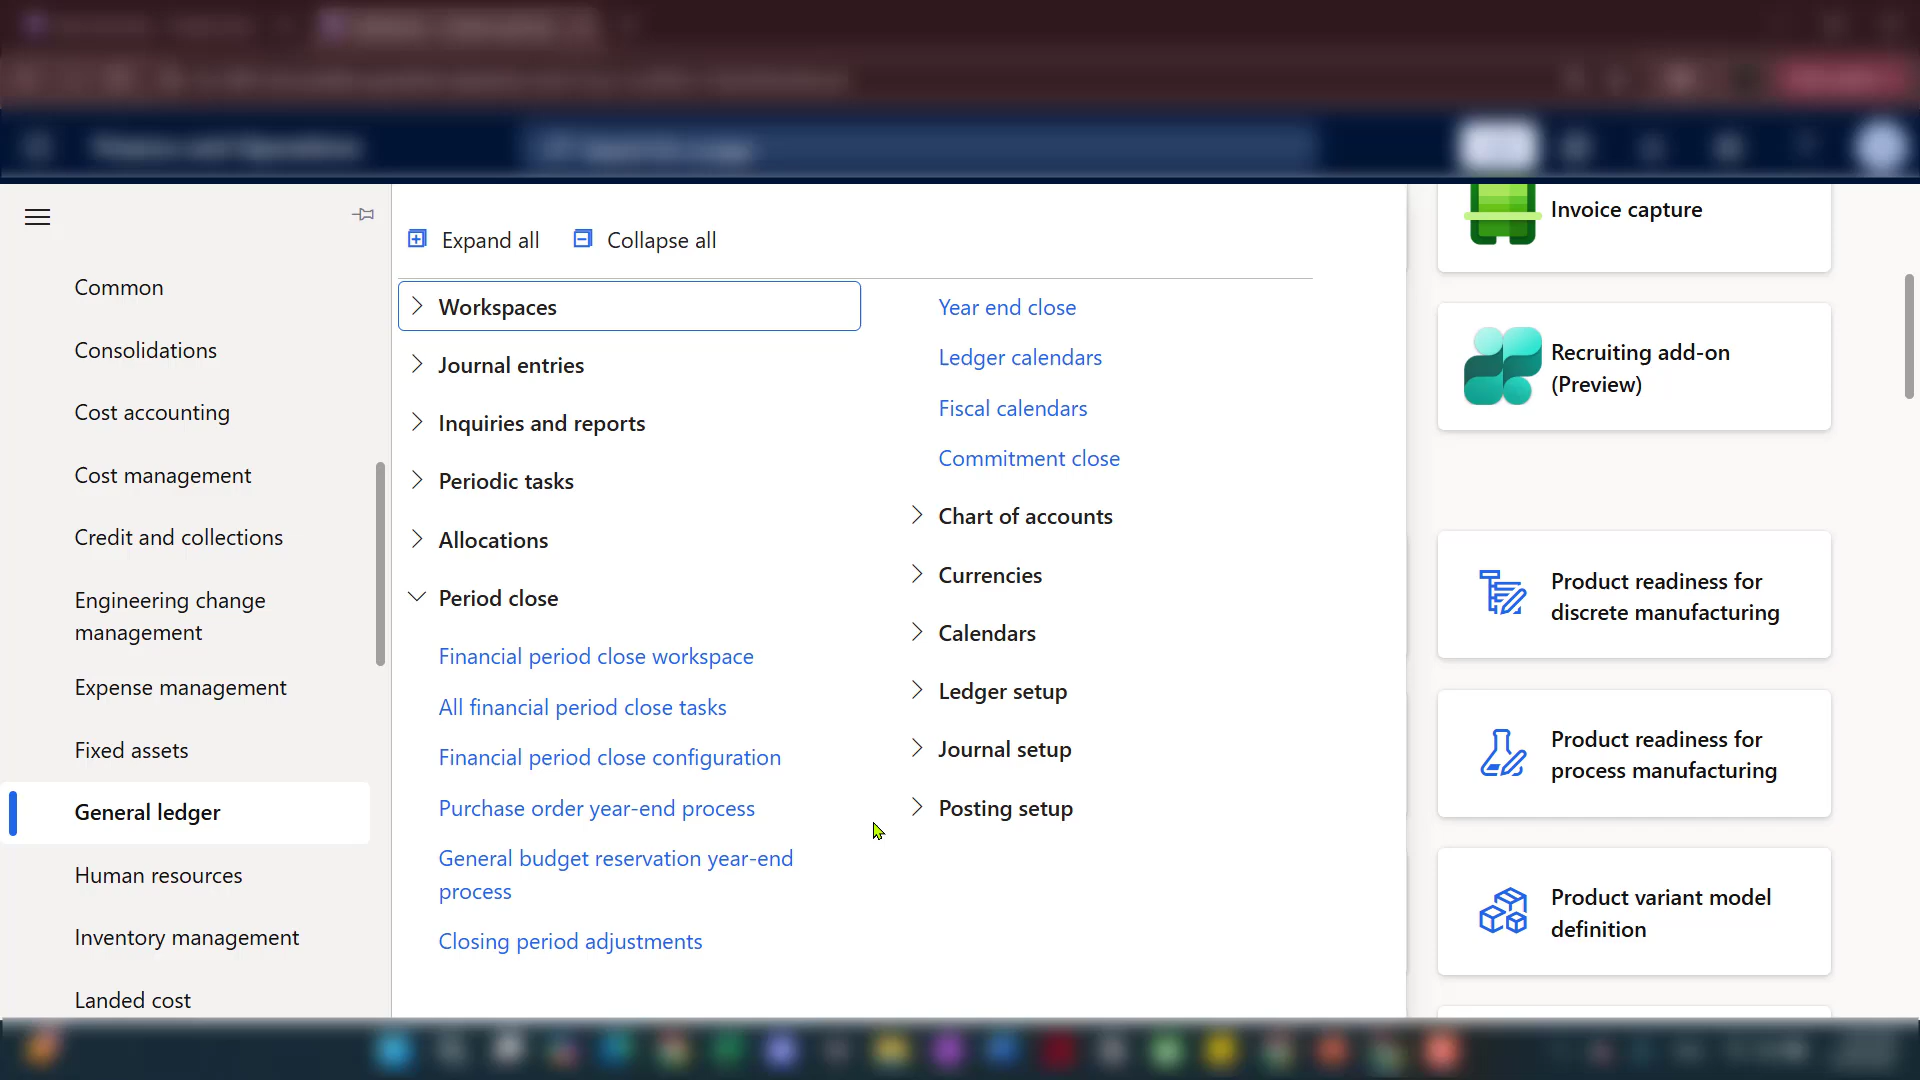 Common
Consolidations
Cost accounting
Cost management
Credit and collections
Engineering change
management
Expense management
Fixed assets
General ledger
Human resources
Inventory management
Landed cost
Expand all
Collapse all
Workspaces
Journal entries
Inquiries and reports
Periodic tasks
Allocations
Period close
Financial period close workspace
All financial period close tasks
Financial period close configuration
Purchase order year-end process
General budget reservation year-end
process
Closing period adjustments
Year end close
Ledger calendars
Fiscal calendars
Commitment close
Chart of accounts
Currencies
Calendars
Ledger setup
Journal setup
Posting setup
Invoice capture
Recruiting add-on
(Preview)
Product readiness for
discrete manufacturing
Product readiness for
process manufacturing
Product variant model
definition